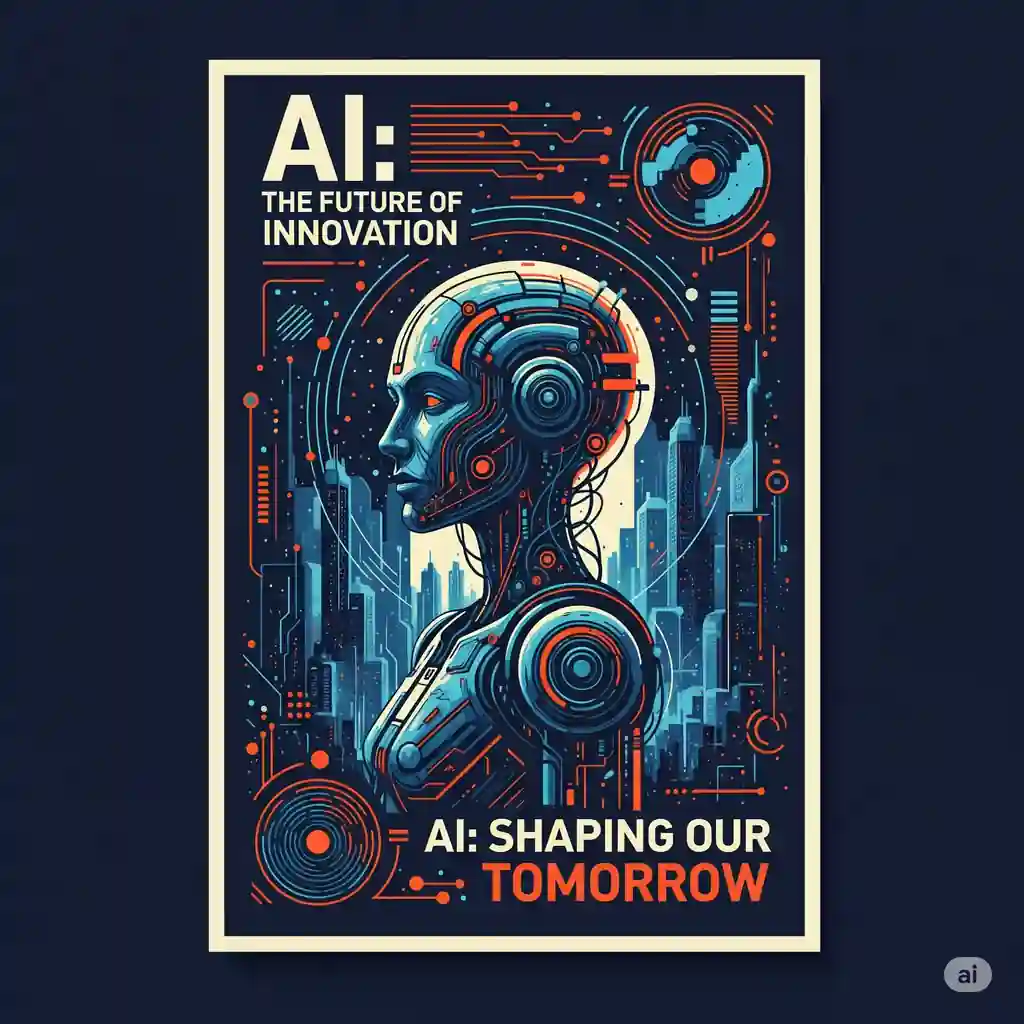 AI:
THE FUTURE OF
INNOVATION
AI: SHAPING OUR
TOMORROW
ai